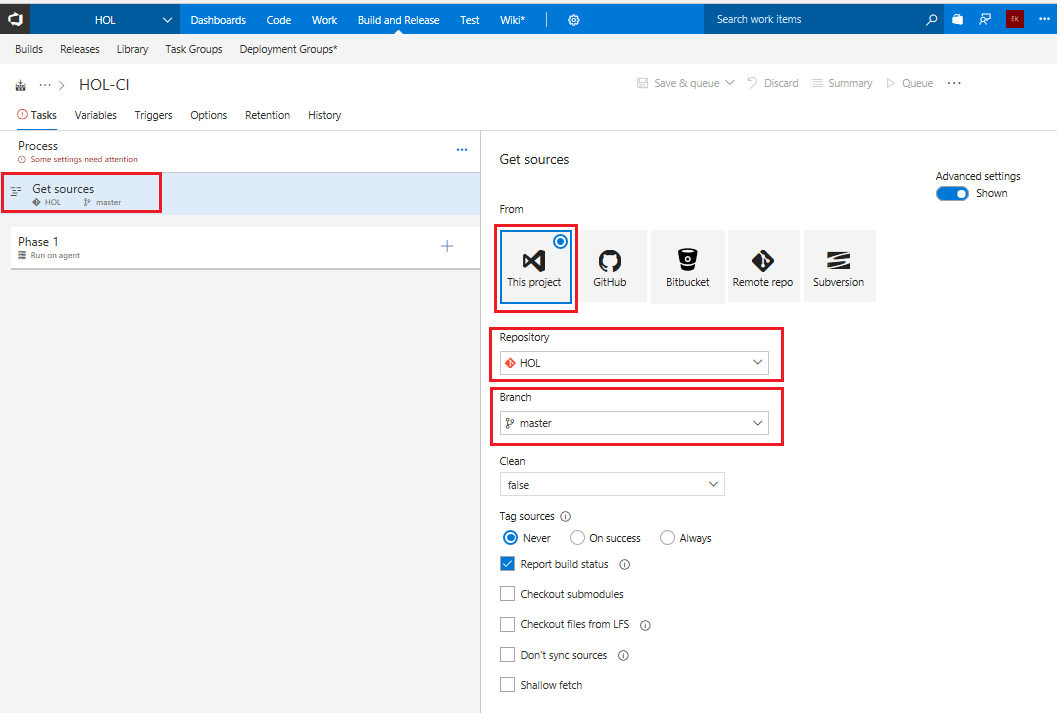 HOL Dashboards Code Work Build and Release Test Wiki* Search work items EK
Builds Releases Library Task Groups Deployment Groups*
... > HOL-CI Save & queue Discard Summary Queue ...
Tasks Variables Triggers Options Retention History
Process ...
Some settings need attention
Get sources
HOL master
Phase 1
Run on agent
Get sources
Advanced settings
Shown
From
This project GitHub Bitbucket Remote repo Subversion
Repository
HOL
Branch
master
Clean
false
Tag sources
Never On success Always
Report build status
Checkout submodules
Checkout files from LFS
Don't sync sources
Shallow fetch